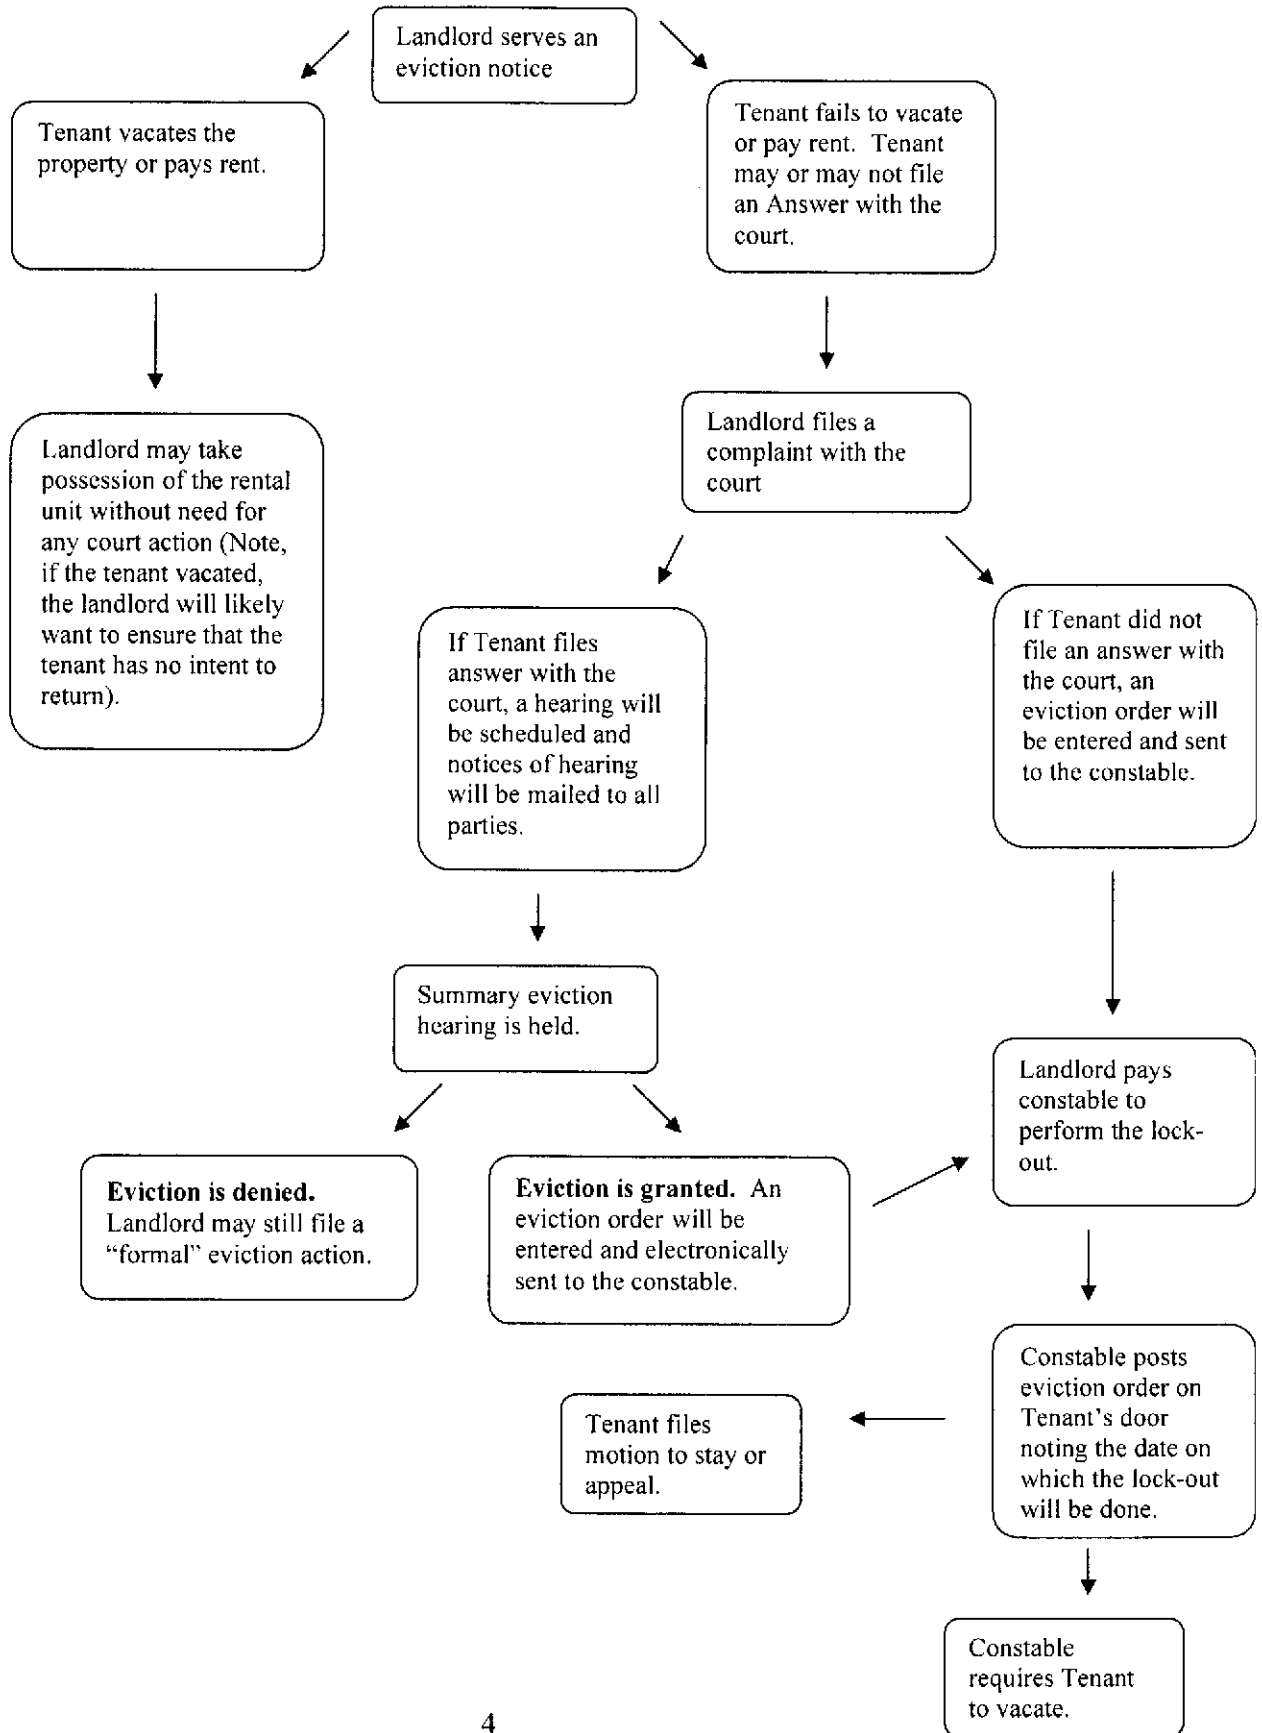 Landlord serves an
eviction notice
Tenant vacates the
property or pays rent.
Tenant fails to vacate
or pay rent.  Tenant
may or may not file
an Answer with the
court.
Landlord may take
possession of the rental
unit without need for
any court action (Note,
if the tenant vacated,
the landlord will likely
want to ensure that the
tenant has no intent to
return).
Landlord files a
complaint with the
court
If Tenant files
answer with the
court, a hearing will
be scheduled and
notices of hearing
will be mailed to all
parties.
If Tenant did not
file an answer with
the court, an
eviction order will
be entered and sent
to the constable.
Summary eviction
hearing is held.
Landlord pays
constable to
perform the lock-
out.
Eviction is denied.
Landlord may still file a
“formal” eviction action.
Eviction is granted.  An
eviction order will be
entered and electronically
sent to the constable.
Constable posts
eviction order on
Tenant’s door
noting the date on
which the lock-out
will be done.
Tenant files
motion to stay or
appeal.
Constable
requires Tenant
to vacate.
4